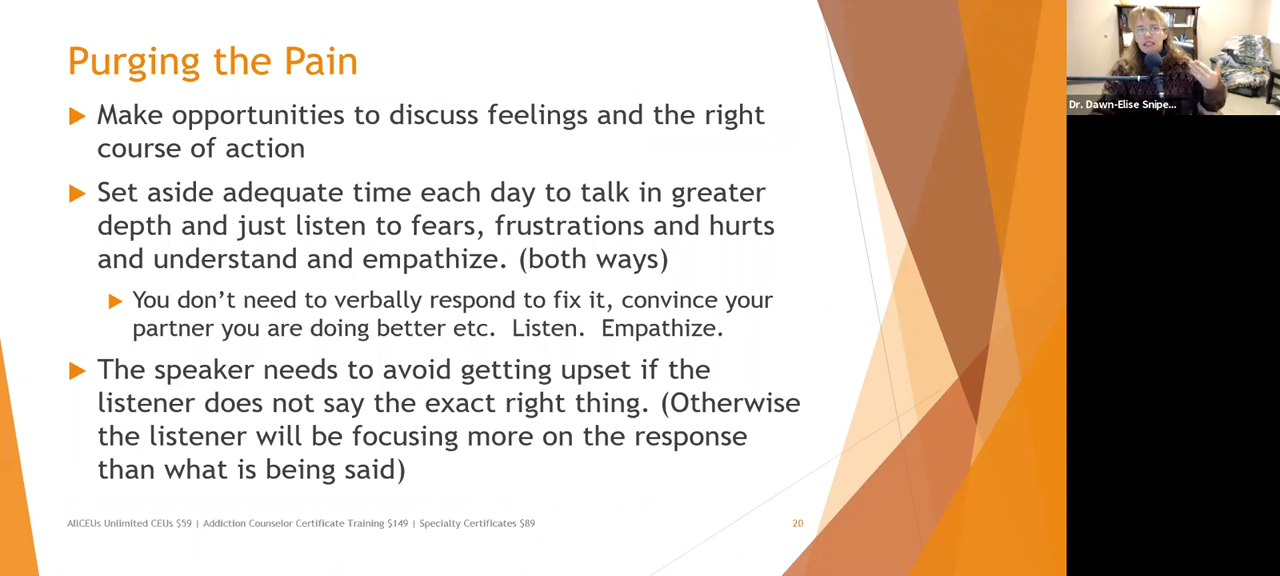 Purging the Pain
Make opportunities to discuss feelings and the right
course of action
Set aside adequate time each day to talk in greater
depth and just listen to fears, frustrations and hurts
and understand and empathize. (both ways)
You don’t need to verbally respond to fix it, convince your
partner you are doing better etc.  Listen.  Empathize.
The speaker needs to avoid getting upset if the
listener does not say the exact right thing. (Otherwise
the listener will be focusing more on the response
than what is being said)
AllCEUs Unlimited CEUs $59 | Addiction Counselor Certificate Training $149 | Specialty Certificates $89
20
Dr. Dawn-Elise Snipe...